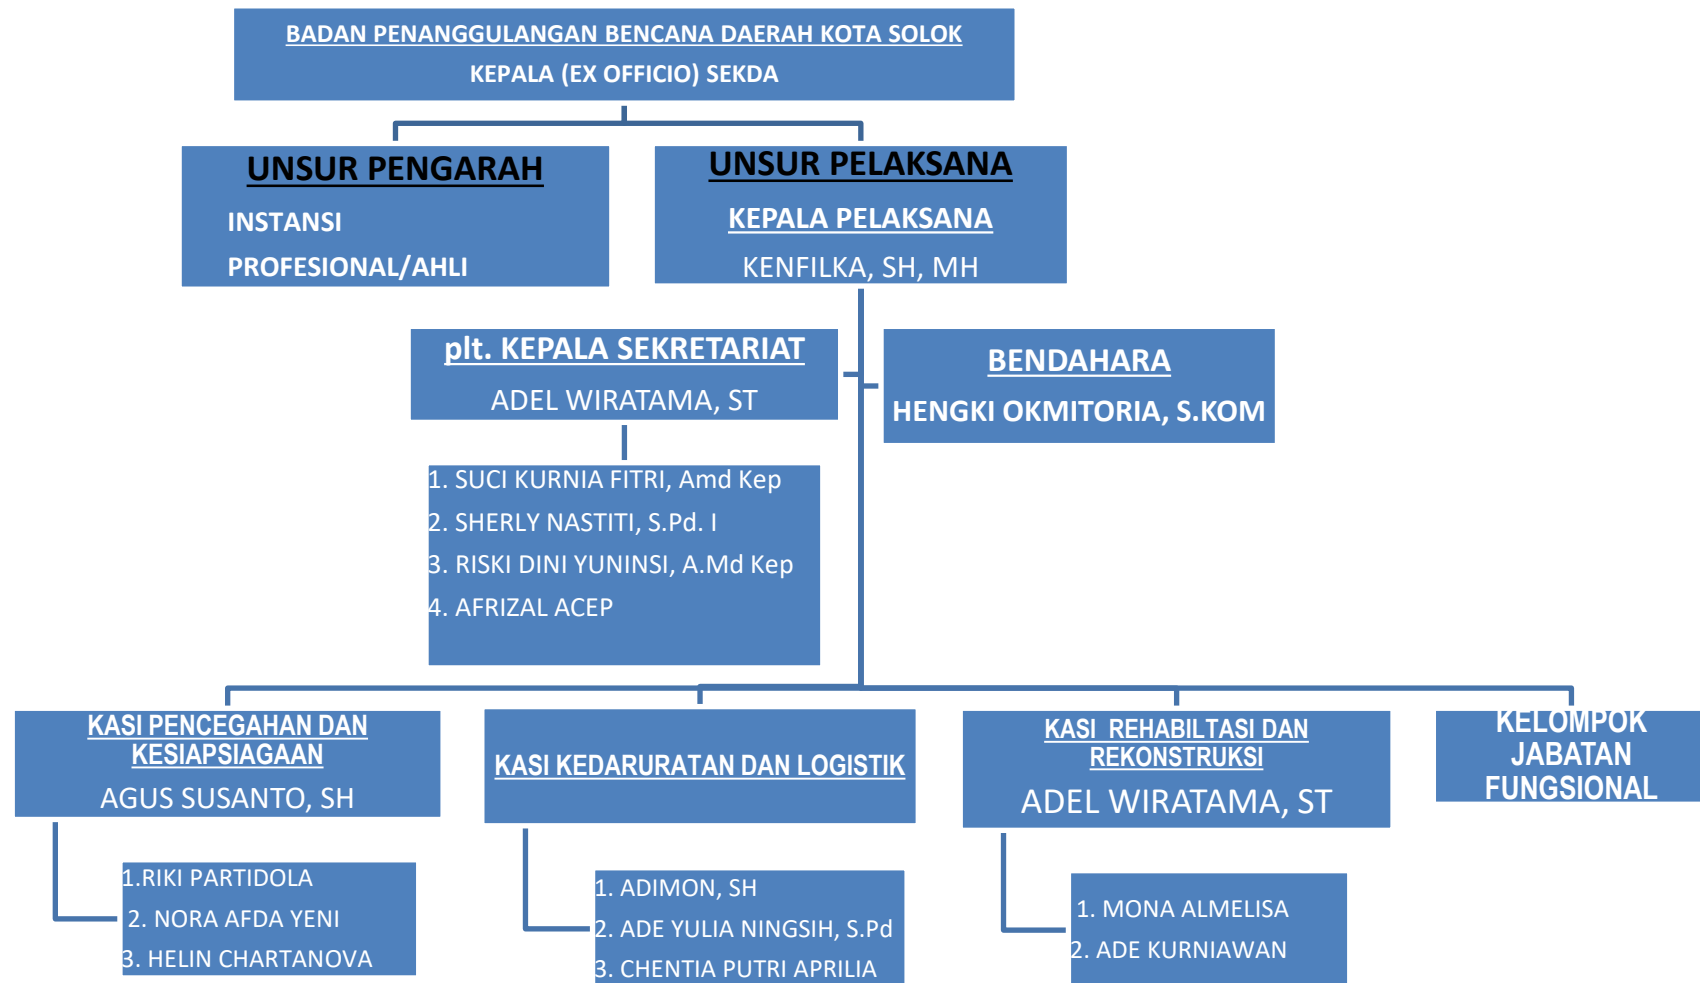 BADAN PENANGGULANGAN BENCANA DAERAH KOTA SOLOK
KEPALA (EX OFFICIO) SEKDA
UNSUR PENGARAH
INSTANSI
PROFESIONAL/AHLI
UNSUR PELAKSANA
KEPALA PELAKSANA
KENFILKA, SH, MH
plt. KEPALA SEKRETARIAT
ADEL WIRATAMA, ST
BENDAHARA
HENGKI OKMITORIA, S.KOM
1. SUCI KURNIA FITRI, Amd Kep
2. SHERLY NASTITI, S.Pd. I
3. RISKI DINI YUNINSI, A.Md Kep
4. AFRIZAL ACEP
KASI PENCEGAHAN DAN
KESIAPSIAGAAN
AGUS SUSANTO, SH
KASI KEDARURATAN DAN LOGISTIK
KASI REHABILTASI DAN
REKONSTRUKSI
ADEL WIRATAMA, ST
KELOMPOK
JABATAN
FUNGSIONAL
1.RIKI PARTIDOLA
2. NORA AFDA YENI
3. HELIN CHARTANOVA
1. ADIMON, SH
2. ADE YULIA NINGSIH, S.Pd
3. CHENTIA PUTRI APRILIA
1. MONA ALMELISA
2. ADE KURNIAWAN